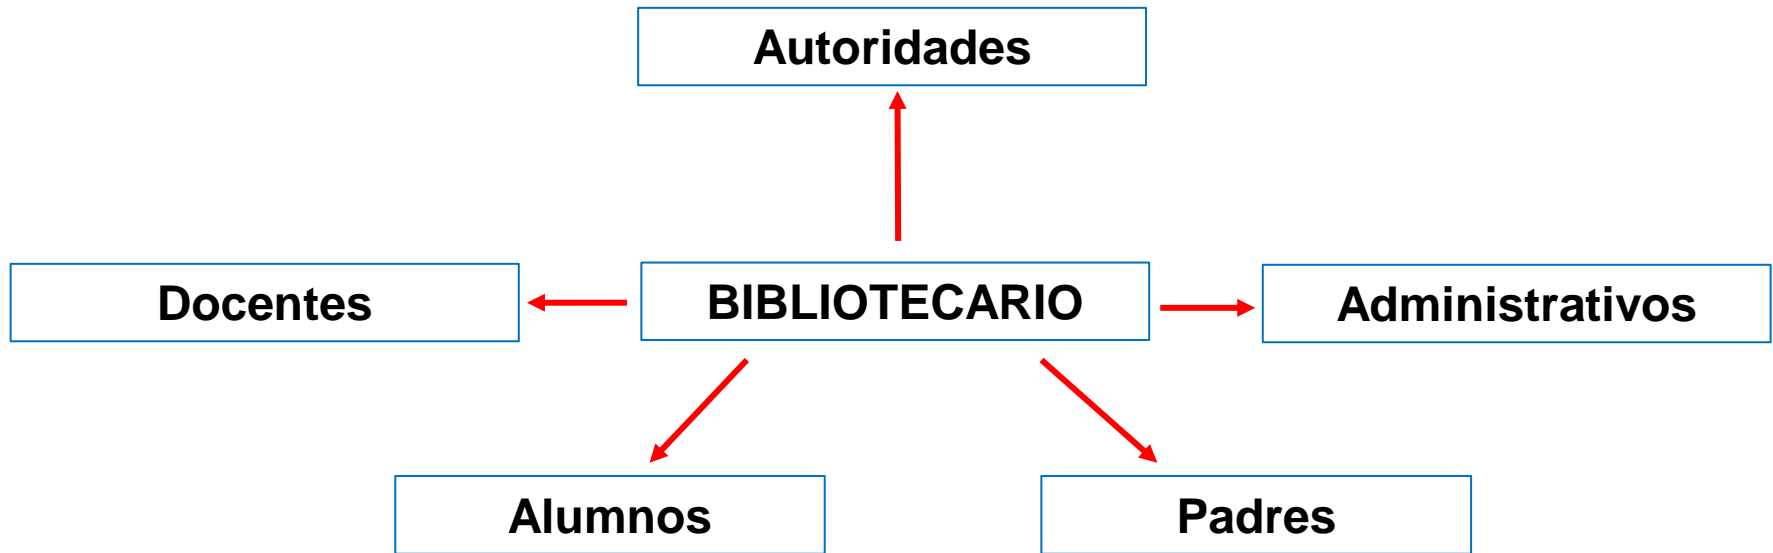 Autoridades
Docentes
BIBLIOTECARIO
Administrativos
Alumnos
Padres